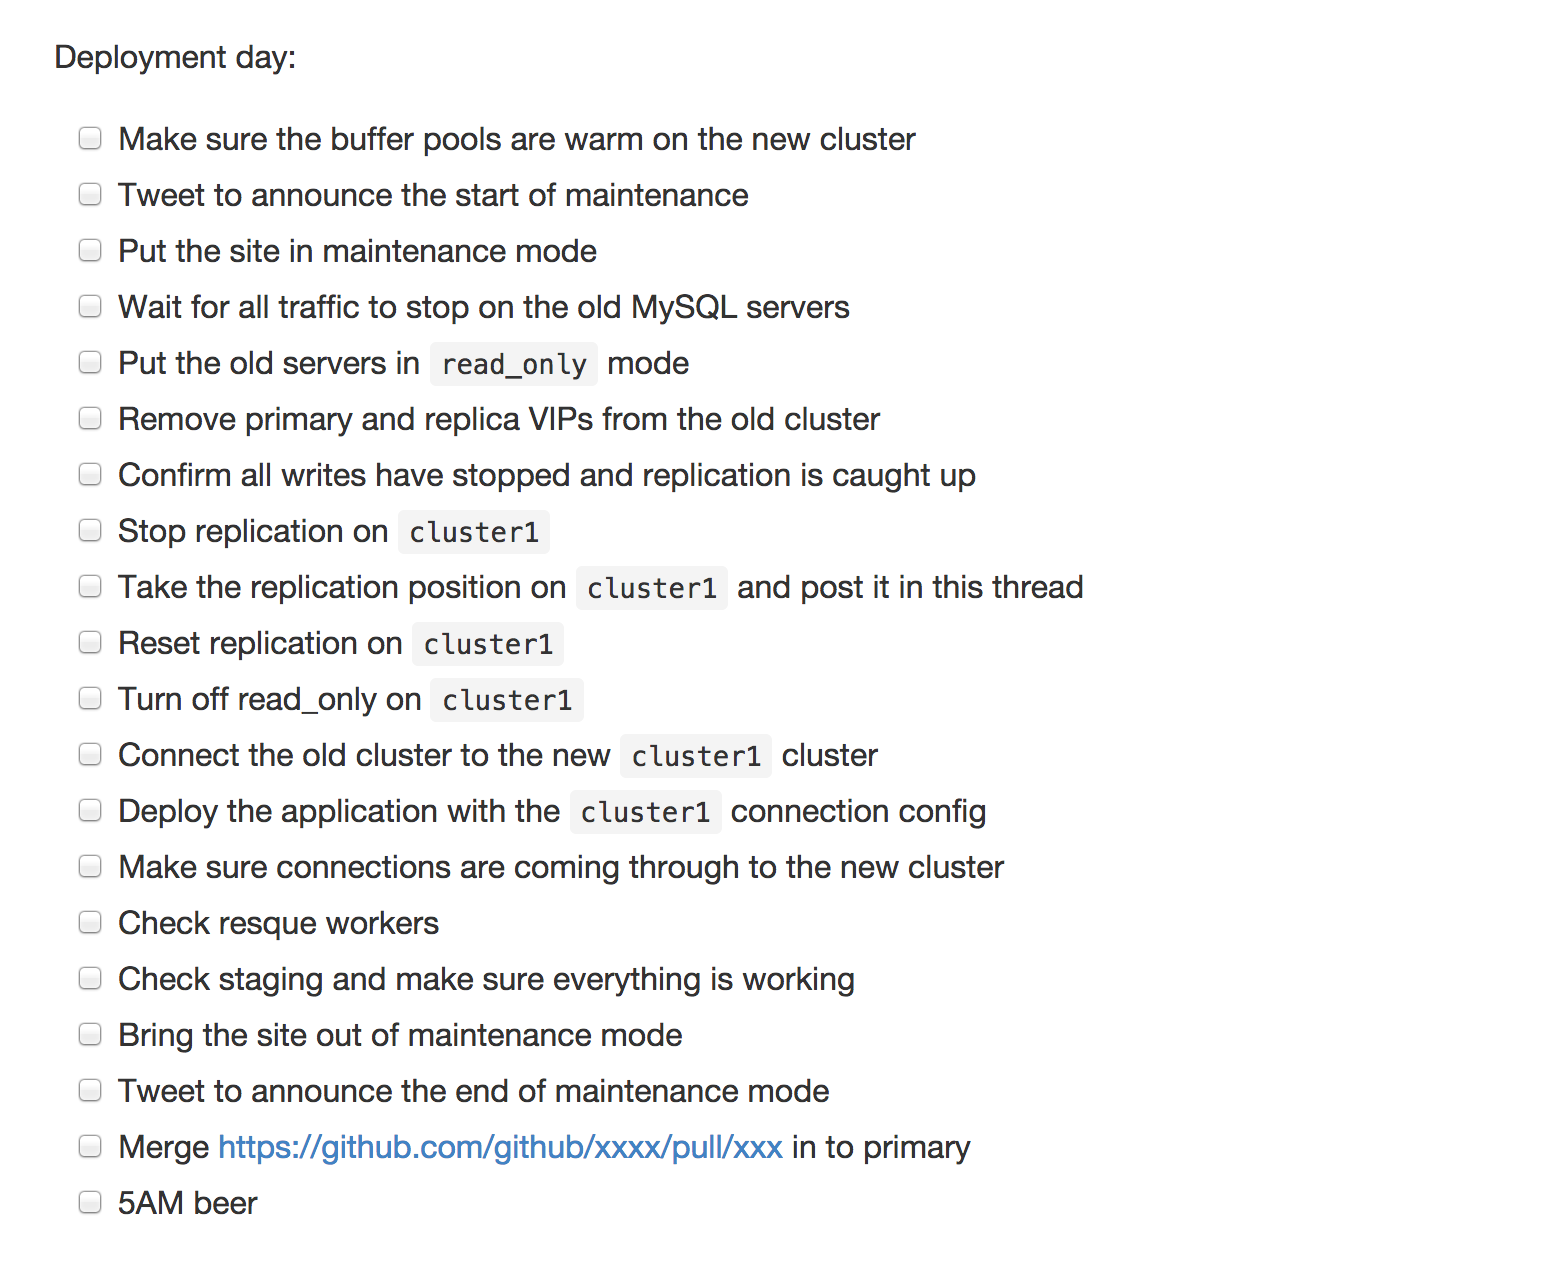 Deployment day:
Make sure the buffer pools are warm on the new cluster
Tweet to announce the start of maintenance
Put the site in maintenance mode
Wait for all traffic to stop on the old MySQL servers
Put the old servers in read_only mode
Remove primary and replica VIPs from the old cluster
Confirm all writes have stopped and replication is caught up
Stop replication on cluster1
Take the replication position on cluster1 and post it in this thread
Reset replication on cluster1
Turn off read_only on cluster1
Connect the old cluster to the new cluster1 cluster
Deploy the application with the cluster1 connection config
Make sure connections are coming through to the new cluster
Check resque workers
Check staging and make sure everything is working
Bring the site out of maintenance mode
Tweet to announce the end of maintenance mode
Merge https://github.com/github/xxxx/pull/xxx in to primary
5AM beer